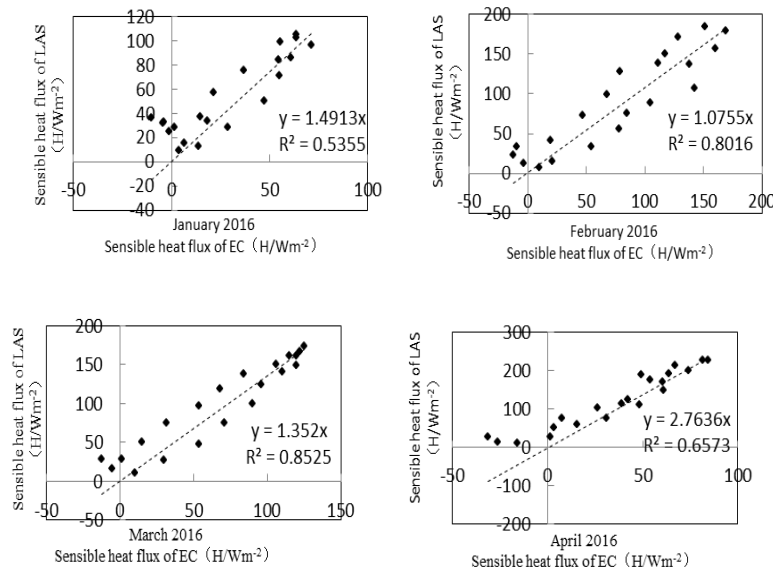 Sensible heat flux of LAS
（H/Wm-2）
120
100
80
60
40
20
0
-20
-40
-50
0
50
100
y = 1.4913x
R² = 0.5355
January 2016
Sensible heat flux of EC（H/Wm-2）
Sensible heat flux of LAS
（H/Wm-2）
200
150
100
50
0
-50
-50
0
50
100
150
200
y = 1.0755x
R² = 0.8016
February 2016
Sensible heat flux of EC（H/Wm-2）
Sensible heat flux of LAS
（H/Wm-2）
200
150
100
50
0
-50
-50
0
50
100
150
y = 1.352x
R² = 0.8525
March 2016
Sensible heat flux of EC（H/Wm-2）
Sensible heat flux of LAS
（H/Wm-2）
300
200
100
0
-100
-200
-50
0
50
100
y = 2.7636x
R² = 0.6573
April 2016
Sensible heat flux of EC（H/Wm-2）